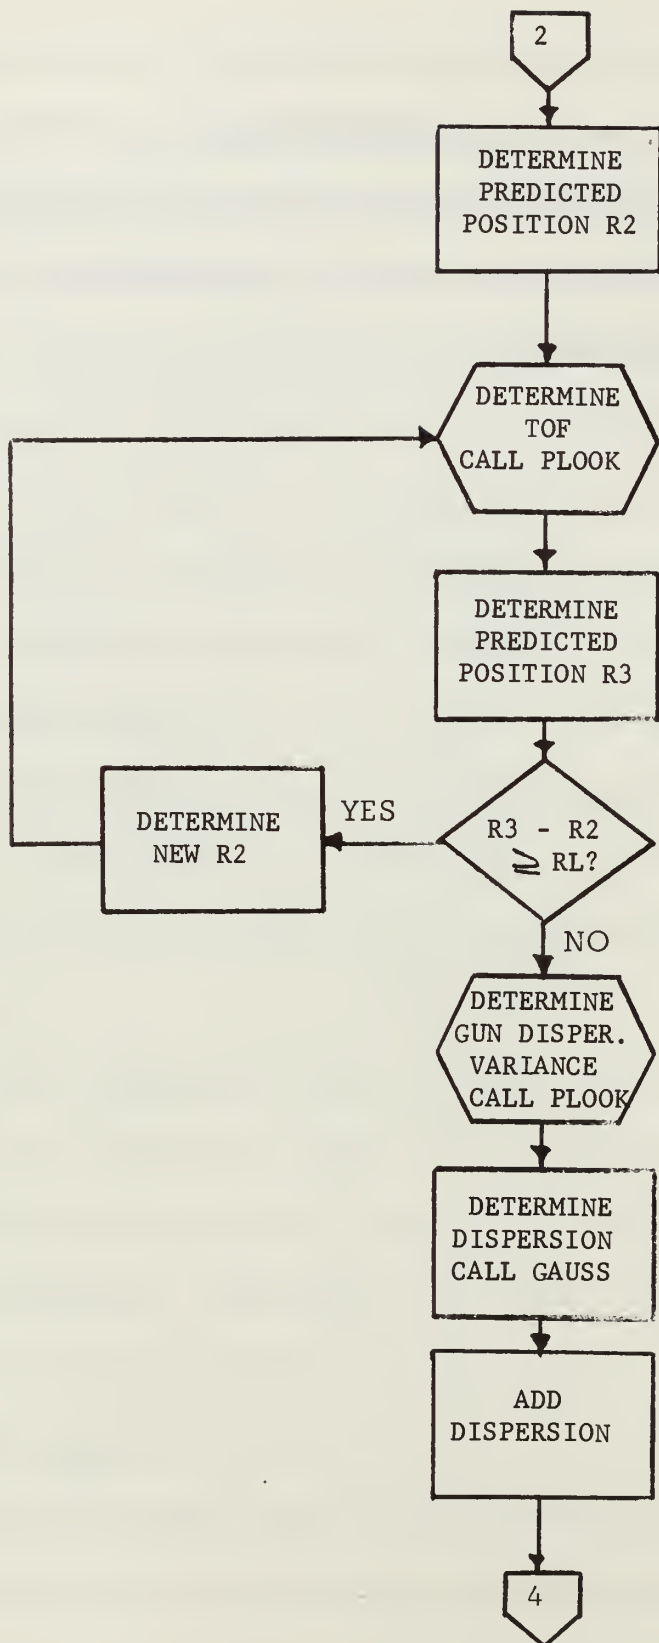 2
DETERMINE
PREDICTED
POSITION R2
DETERMINE
TOF
CALL PLOOK
DETERMINE
PREDICTED
POSITION R3
R3 - R2
≥ RL?
YES
DETERMINE
NEW R2
NO
DETERMINE
GUN DISPER.
VARIANCE
CALL PLOOK
DETERMINE
DISPERSION
CALL GAUSS
ADD
DISPERSION
4